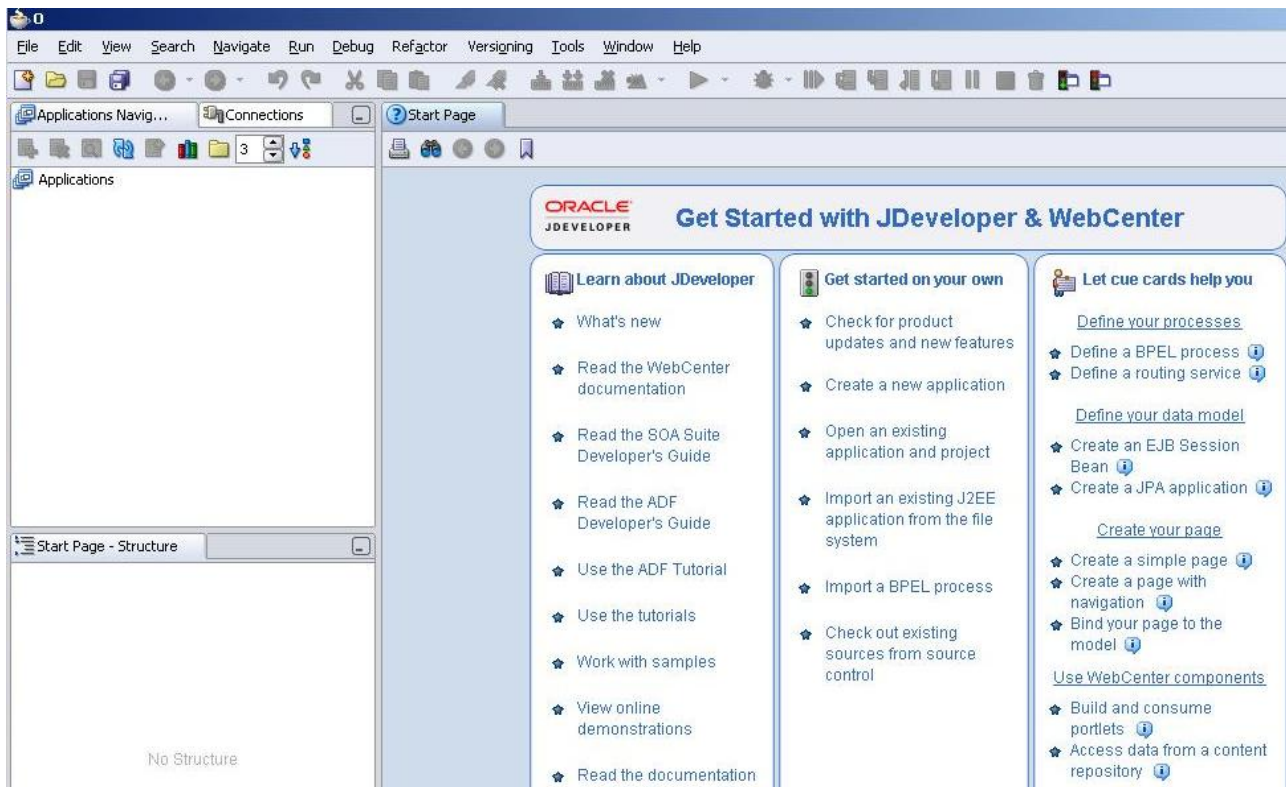 O
File Edit View Search Navigate Run Debug Refactor Versioning Tools Window Help
Applications Navig... Connections
3
Applications
Start Page
ORACLE
JDEVELOPER
Get Started with JDeveloper & WebCenter
Learn about JDeveloper
What's new
Read the WebCenter
documentation
Read the SOA Suite
Developer's Guide
Read the ADF
Developer's Guide
Use the ADF Tutorial
Use the tutorials
Work with samples
View online
demonstrations
Read the documentation
Get started on your own
Check for product
updates and new features
Create a new application
Open an existing
application and project
Import an existing J2EE
application from the file
system
Import a BPEL process
Check out existing
sources from source
control
Let cue cards help you
Define your processes
Define a BPEL process
Define a routing service
Define your data model
Create an EJB Session
Bean
Create a JPA application
Create your page
Create a simple page
Create a page with
navigation
Bind your page to the
model
Use WebCenter components
Build and consume
portlets
Access data from a content
repository
Start Page - Structure
No Structure